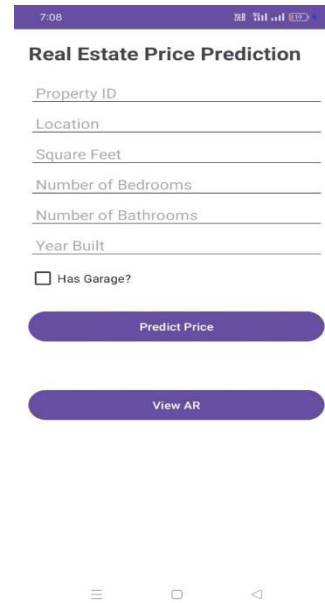 7:08
19
Real Estate Price Prediction
Property ID
Location
Square Feet
Number of Bedrooms
Number of Bathrooms
Year Built
Has Garage?
Predict Price
View AR